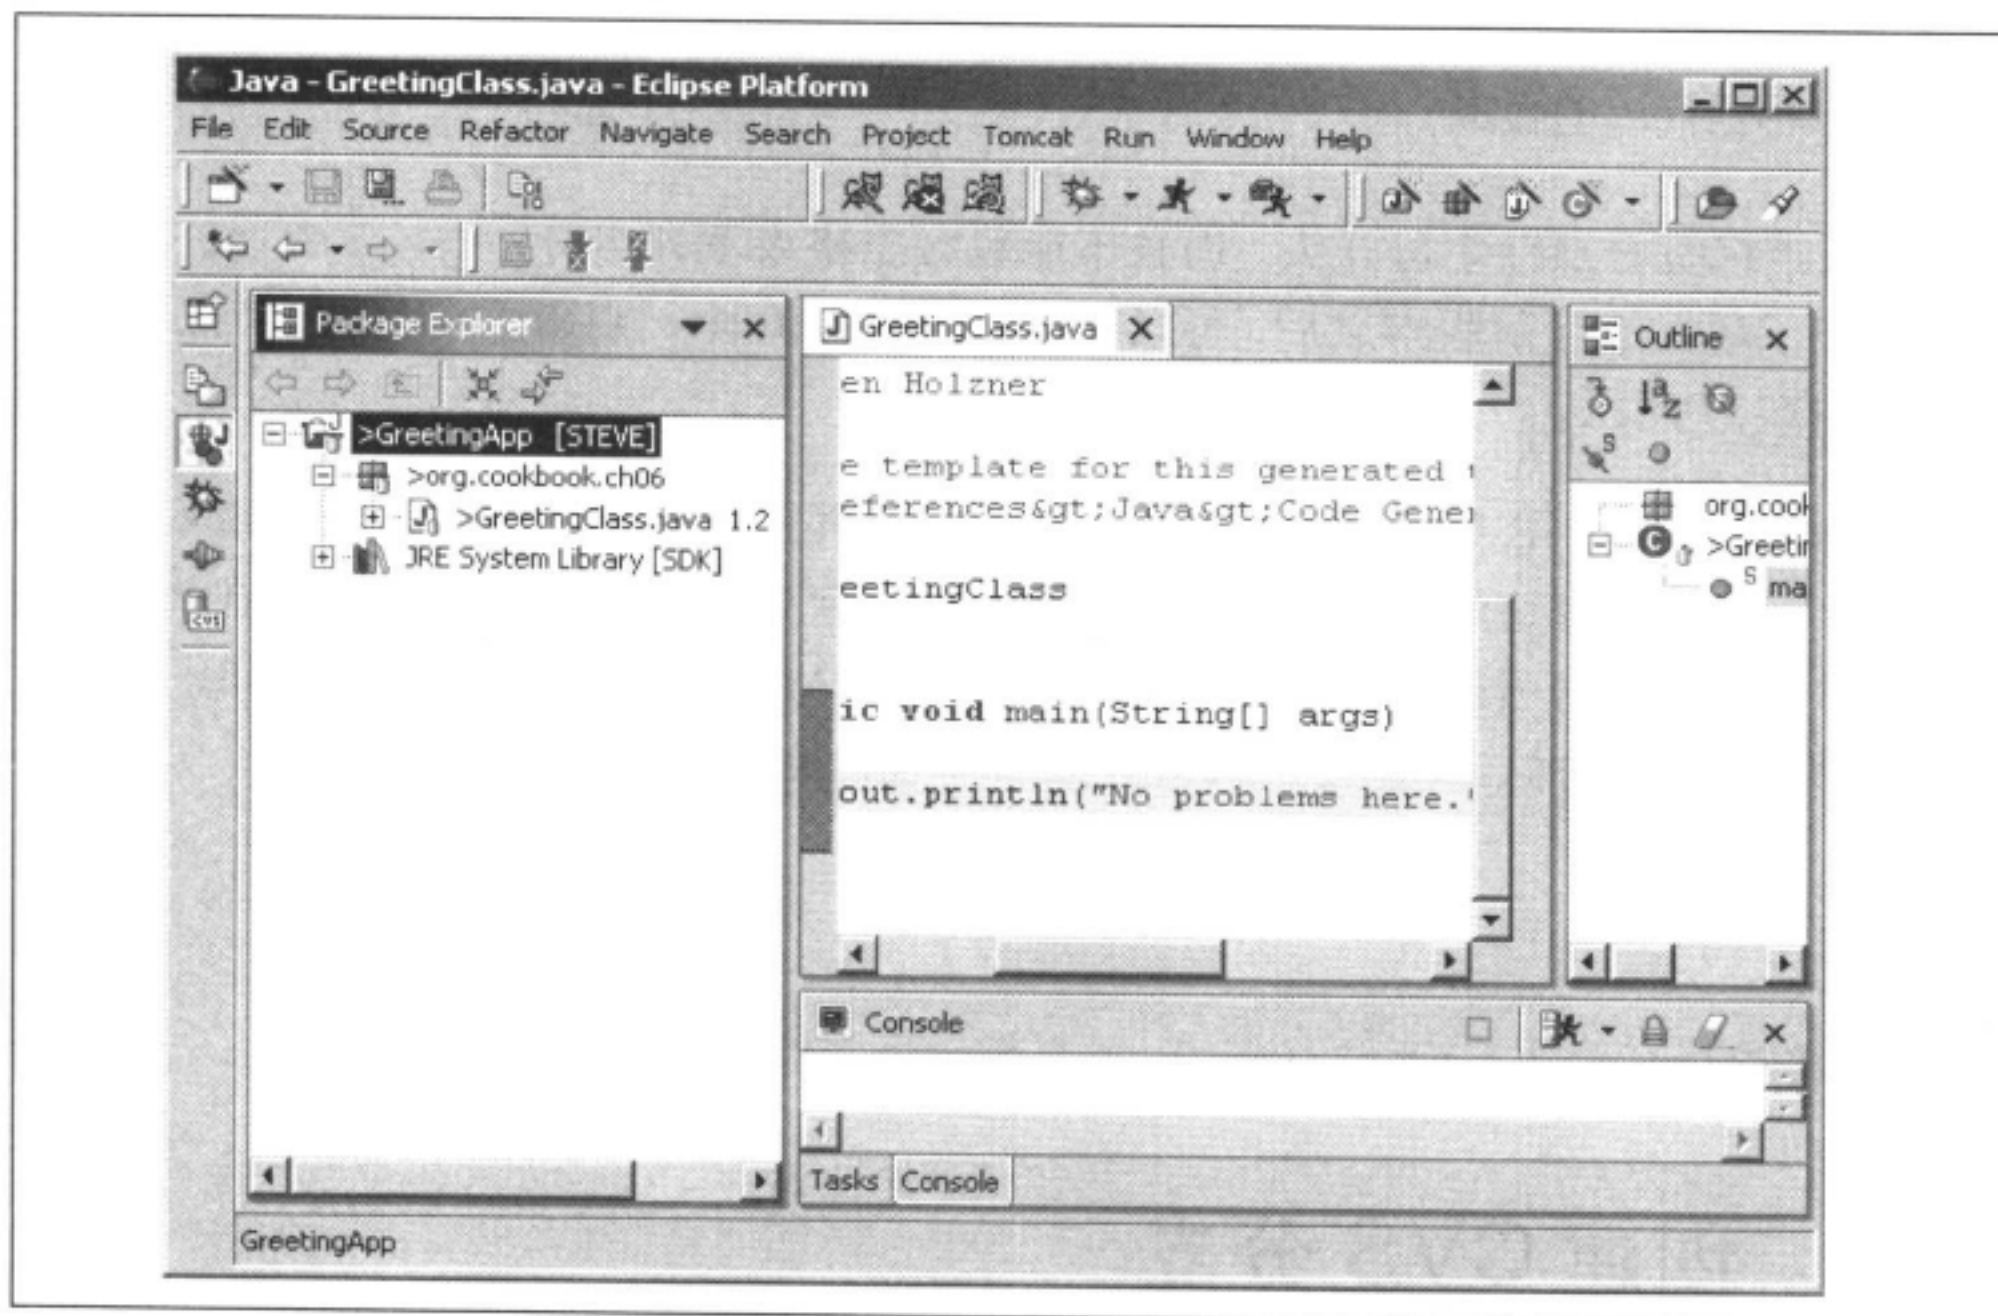 Java - GreetingClass.java - Eclipse Platform
File Edit Source Refactor Navigate Search Project Tomcat Run Window Help
Package Explorer
>GreetingApp [STEVE]
>org.cookbook.ch06
>GreetingClass.java 1.2
JRE System Library [SDK]
GreetingClass.java
en Holzner
e template for this generated
eferences&gt;Java&gt;Code Gener
eetingClass
ic void main(String[] args)
out.println("No problems here."
Outline
org.cook
>Greetin
S ma
Console
Tasks Console
GreetingApp